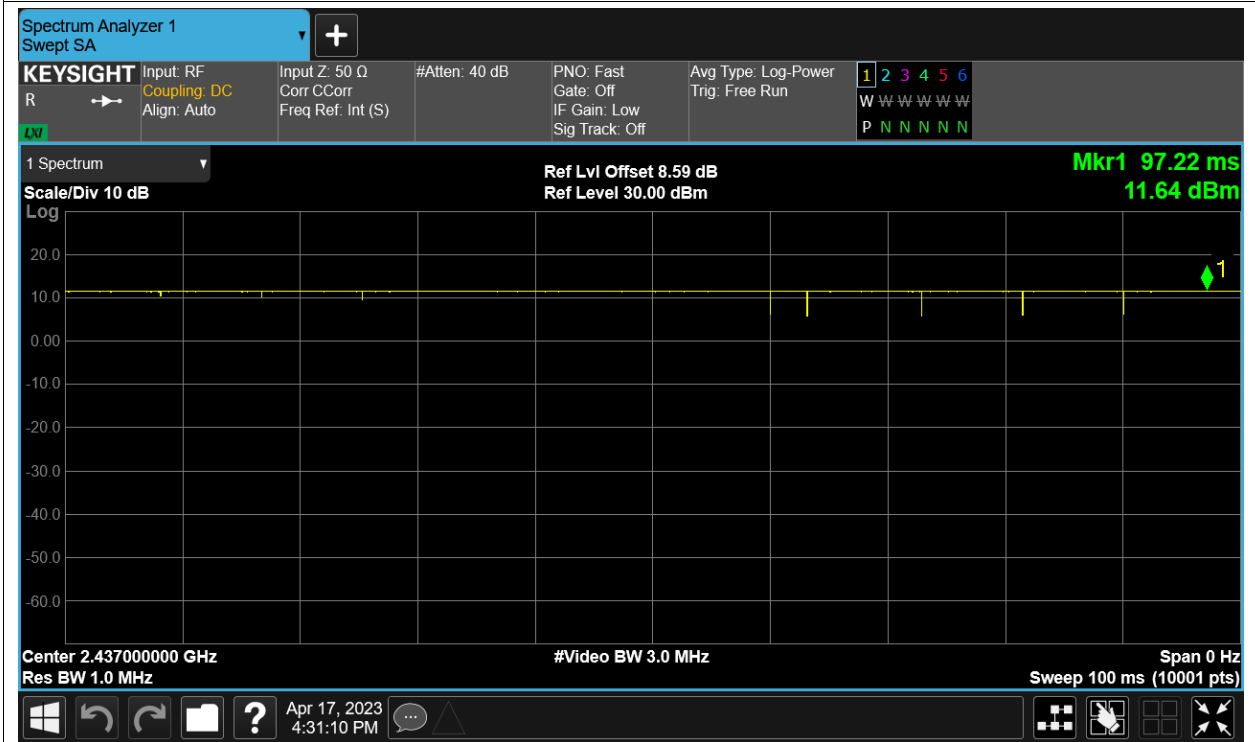 Spectrum Analyzer 1
Swept SA
+
KEYSIGHT
R
LXI
Input: RF
Coupling: DC
Align: Auto
Input Z: 50 Ω
Corr CCorr
Freq Ref: Int (S)
#Atten: 40 dB
PNO: Fast
Gate: Off
IF Gain: Low
Sig Track: Off
Avg Type: Log-Power
Trig: Free Run
1 2 3 4 5 6
W W W W W W
P N N N N N
1 Spectrum
Scale/Div 10 dB
Log
Ref Lvl Offset 8.59 dB
Ref Level 30.00 dBm
Mkr1 97.22 ms
11.64 dBm
20.0
1
10.0
0.00
-10.0
-20.0
-30.0
-40.0
-50.0
-60.0
Center 2.437000000 GHz
Res BW 1.0 MHz
#Video BW 3.0 MHz
Span 0 Hz
Sweep 100 ms (10001 pts)
?
Apr 17, 2023
4:31:10 PM